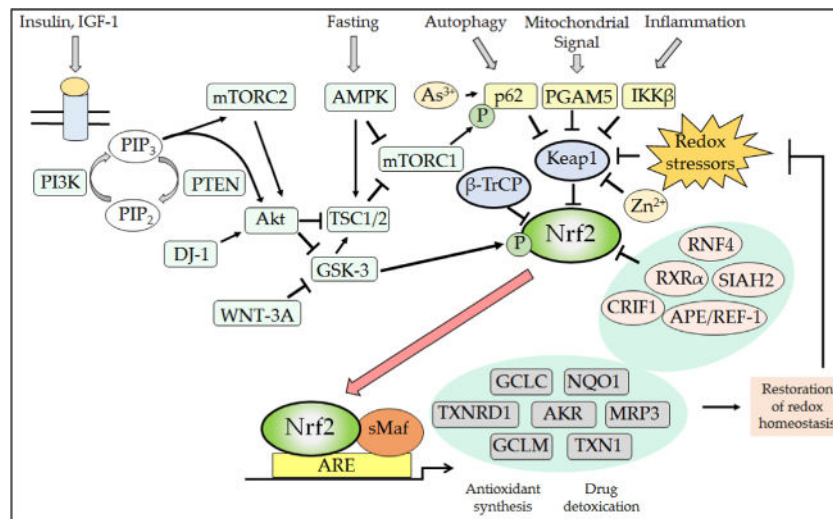 Insulin, IGF-1
Fasting
Autophagy
Mitochondrial
Signal
Inflammation
mTORC2
AMPK
As³⁺
p62
PGAM5
IKKβ
P
PIP₃
mTORC1
Keap1
Redox
stressors
PI3K
PTEN
β-TrCP
Zn²⁺
PIP₂
Akt
TSC1/2
P
Nrf2
RNF4
DJ-1
GSK-3
RXRα
SIAH2
WNT-3A
CRIF1
APE/REF-1
GCLC
NQO1
Nrf2
sMaf
TXNRD1
AKR
MRP3
Restoration
of redox
homeostasis
GCLM
TXN1
ARE
Antioxidant
synthesis
Drug
detoxication